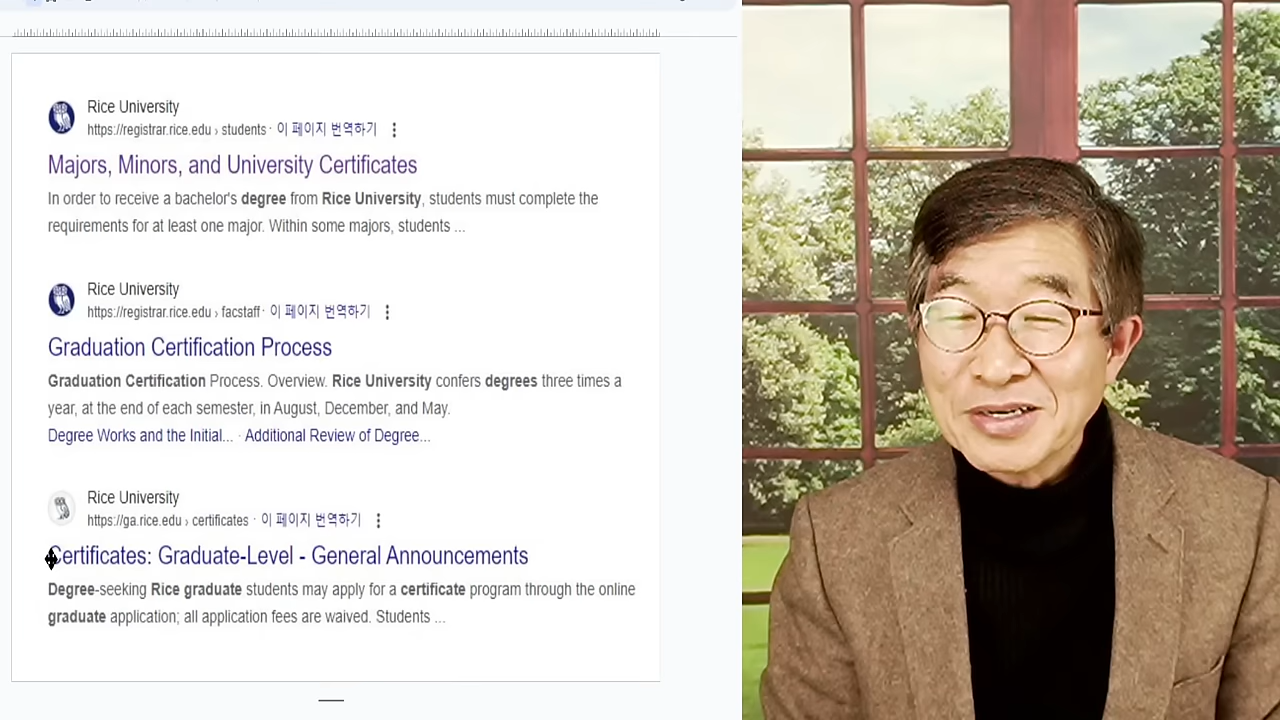 Rice University
https://registrar.rice.edu › students · 이 페이지 번역하기
Majors, Minors, and University Certificates
In order to receive a bachelor's degree from Rice University, students must complete the
requirements for at least one major. Within some majors, students ...
Rice University
https://registrar.rice.edu › facstaff · 이 페이지 번역하기
Graduation Certification Process
Graduation Certification Process. Overview. Rice University confers degrees three times a
year, at the end of each semester, in August, December, and May.
Degree Works and the Initial... · Additional Review of Degree...
Rice University
https://ga.rice.edu › certificates · 이 페이지 번역하기
Certificates: Graduate-Level - General Announcements
Degree-seeking Rice graduate students may apply for a certificate program through the online
graduate application; all application fees are waived. Students ...